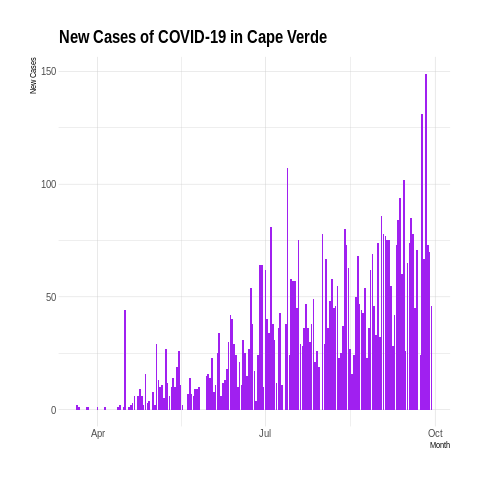 New Cases of COVID-19 in Cape Verde
New Cases
150
100
50
0
Apr
Jul
Oct
Month